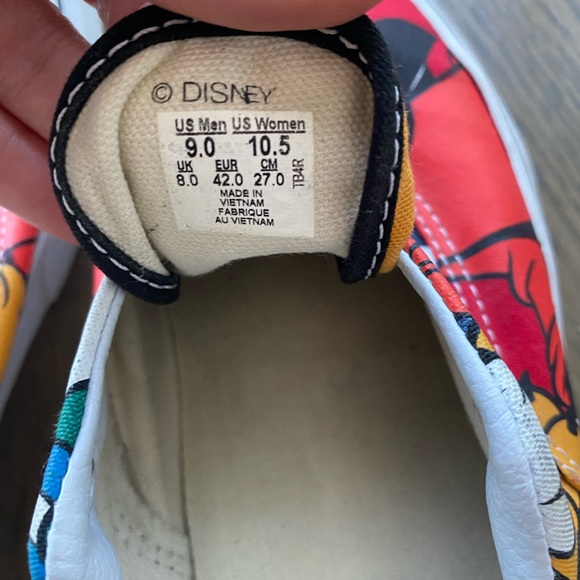 © DISNEY
US Men US Women
9.0 10.5
UK EUR CM
8.0 42.0 27.0
MADE IN
VIETNAM
FABRIQUE
AU VIETNAM
TB4R